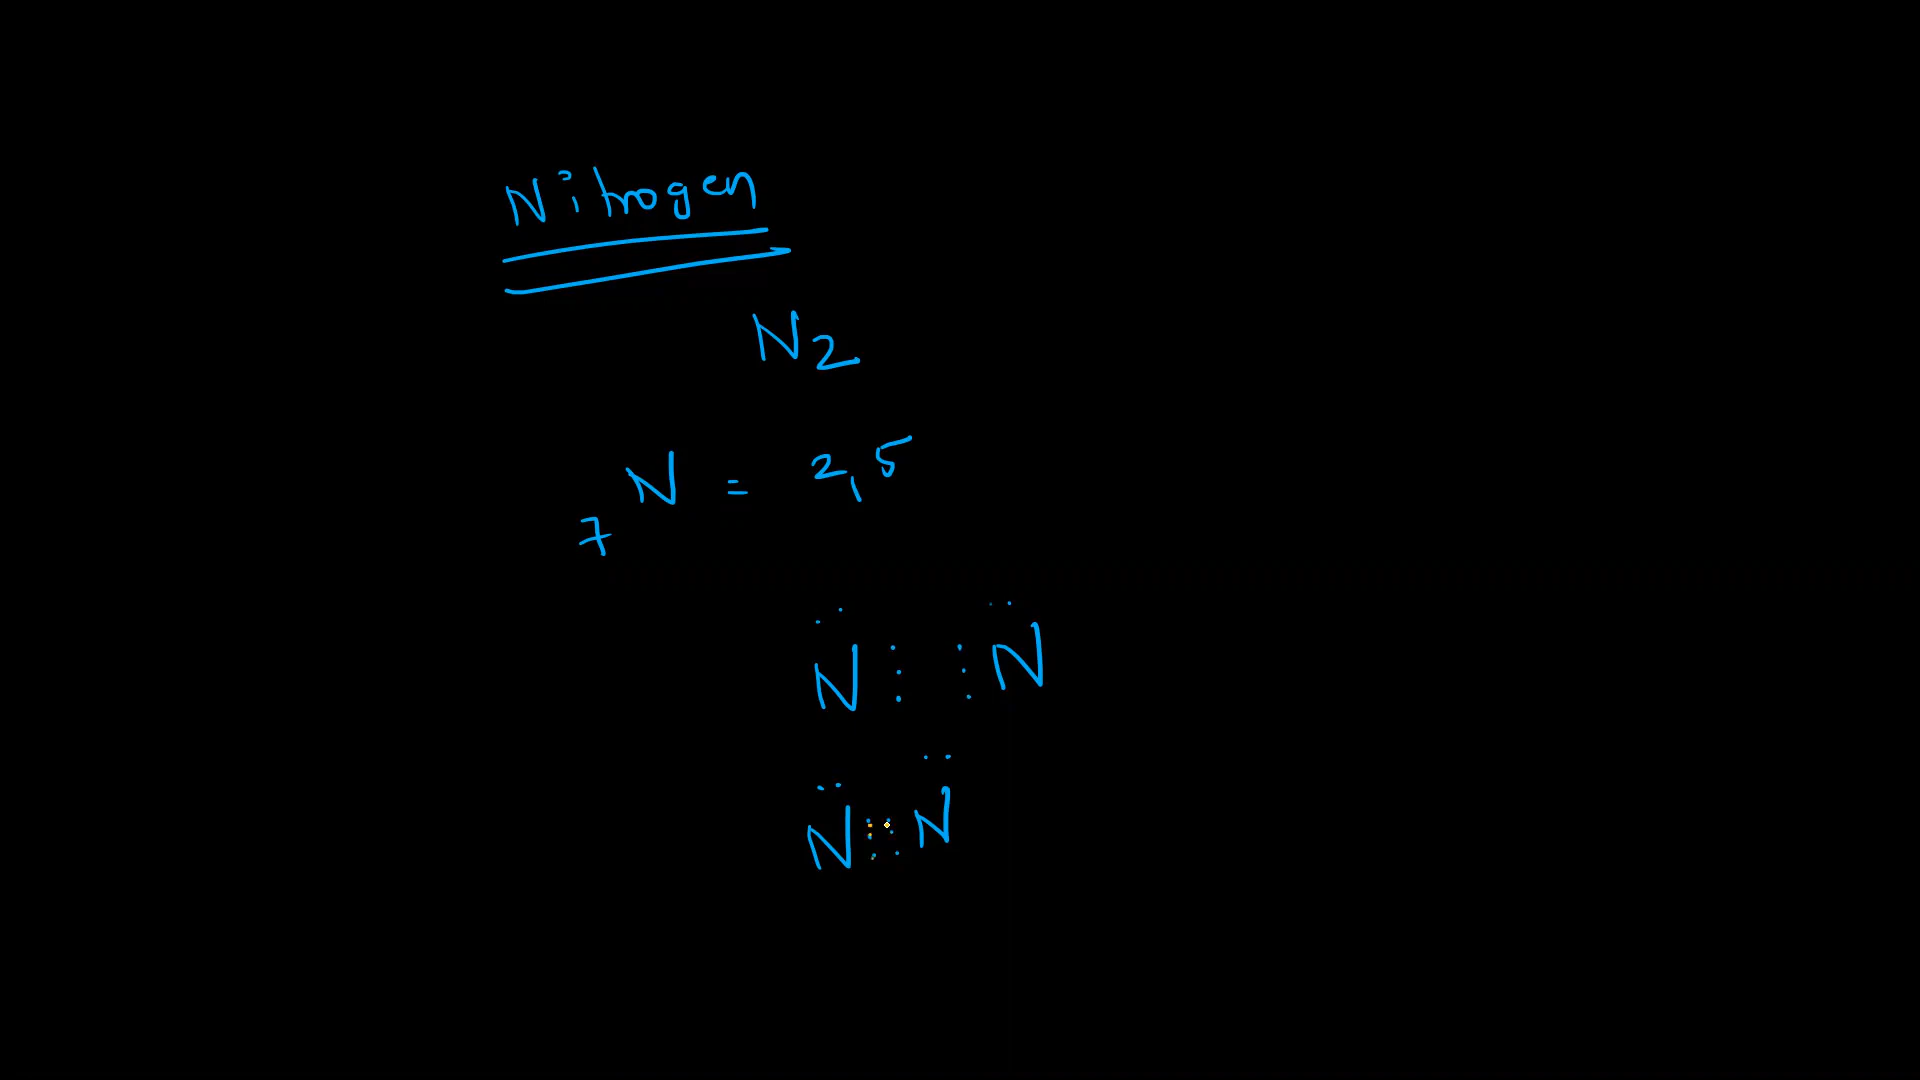 Nitrogen
N2
7N = 2,5
N : : N
N : : N